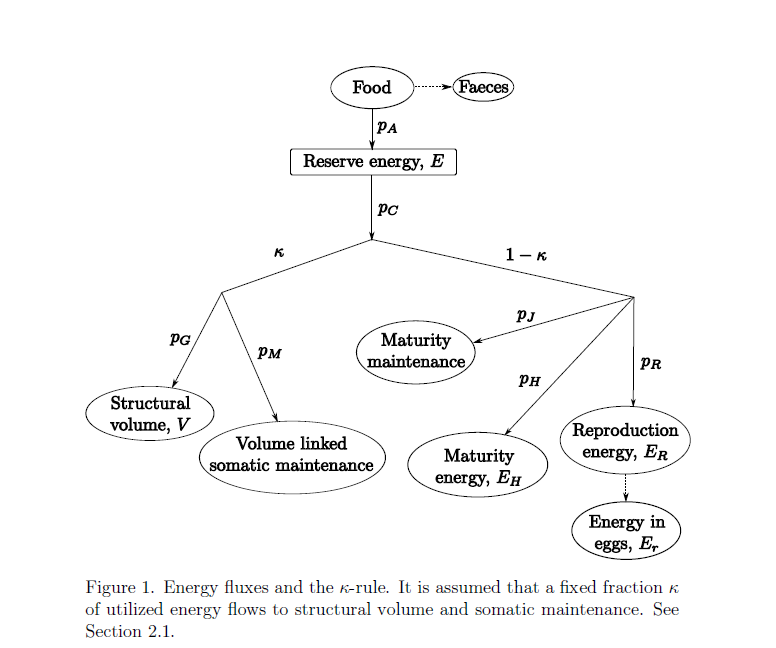 Food
Faeces
p_A
Reserve energy, E
p_C
κ
1 − κ
p_G
p_M
p_J
p_H
p_R
Maturity
maintenance
Structural
volume, V
Volume linked
somatic maintenance
Maturity
energy, E_H
Reproduction
energy, E_R
Energy in
eggs, E_r
Figure 1. Energy fluxes and the κ-rule. It is assumed that a fixed fraction κ
of utilized energy flows to structural volume and somatic maintenance. See
Section 2.1.